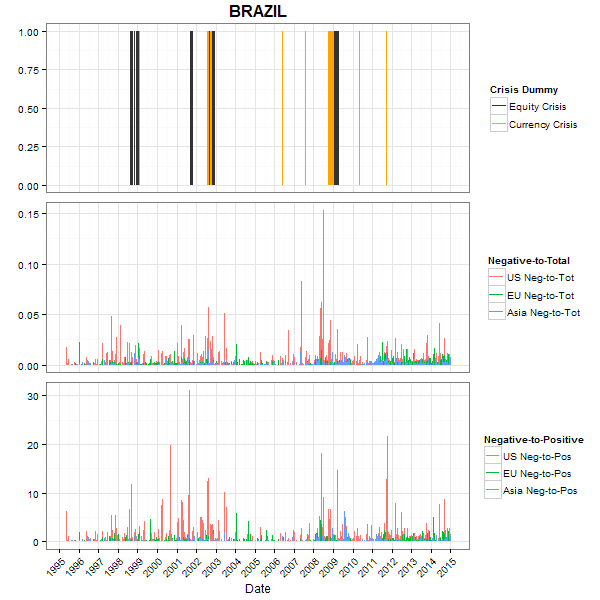 BRAZIL
1.00
0.75
0.50
0.25
0.00
Crisis Dummy
Equity Crisis
Currency Crisis
0.15
0.10
0.05
0.00
Negative-to-Total
US Neg-to-Tot
EU Neg-to-Tot
Asia Neg-to-Tot
30
20
10
0
Negative-to-Positive
US Neg-to-Pos
EU Neg-to-Pos
Asia Neg-to-Pos
1995 1996 1997 1998 1999 2000 2001 2002 2003 2004 2005 2006 2007 2008 2009 2010 2011 2012 2013 2014 2015
Date